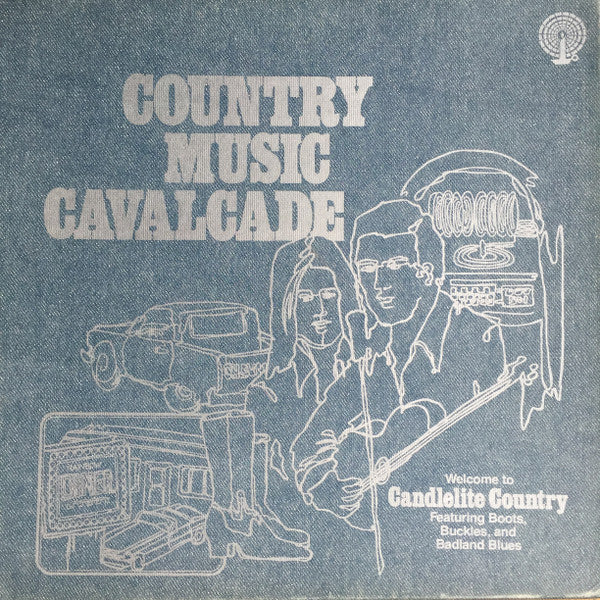 COUNTRY
MUSIC
CAVALCADE
Welcome to
Candlelite Country
Featuring Boots,
Buckles, and
Badland Blues